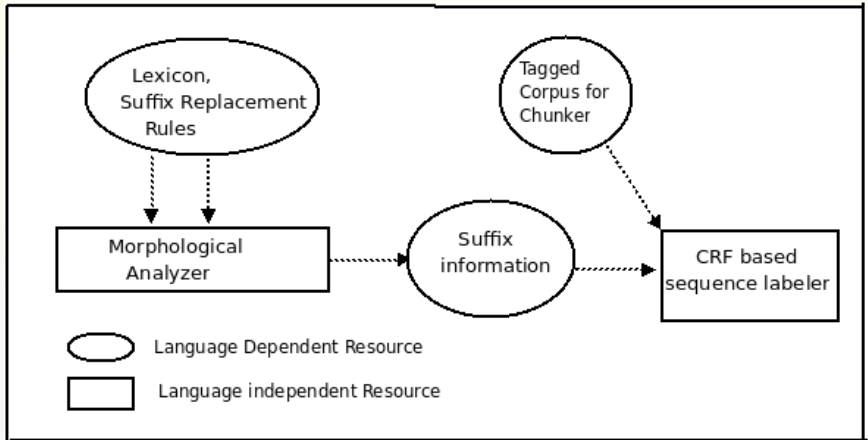 Lexicon,
Suffix Replacement
Rules
Tagged
Corpus for
Chunker
Morphological
Analyzer
Suffix
information
CRF based
sequence labeler
Language Dependent Resource
Language independent Resource